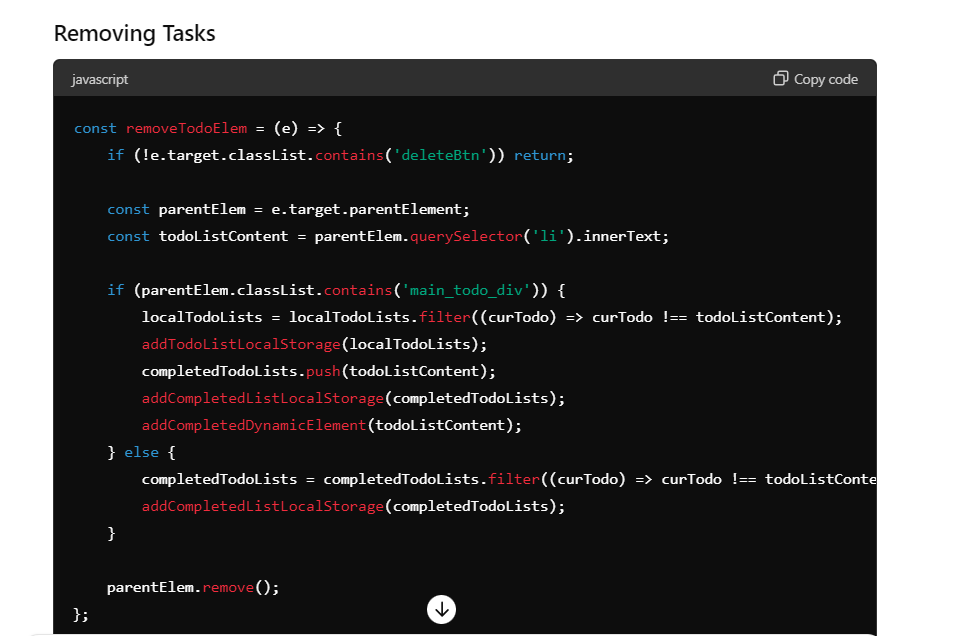 Removing Tasks
javascript
Copy code
const removeTodoElem = (e) => {
    if (!e.target.classList.contains('deleteBtn')) return;
    const parentElem = e.target.parentElement;
    const todoListContent = parentElem.querySelector('li').innerText;
    if (parentElem.classList.contains('main_todo_div')) {
        localTodoLists = localTodoLists.filter((curTodo) => curTodo !== todoListContent);
        addTodoListLocalStorage(localTodoLists);
        completedTodoLists.push(todoListContent);
        addCompletedListLocalStorage(completedTodoLists);
        addCompletedDynamicElement(todoListContent);
    } else {
        completedTodoLists = completedTodoLists.filter((curTodo) => curTodo !== todoListConte
        addCompletedListLocalStorage(completedTodoLists);
    }
    parentElem.remove();
};